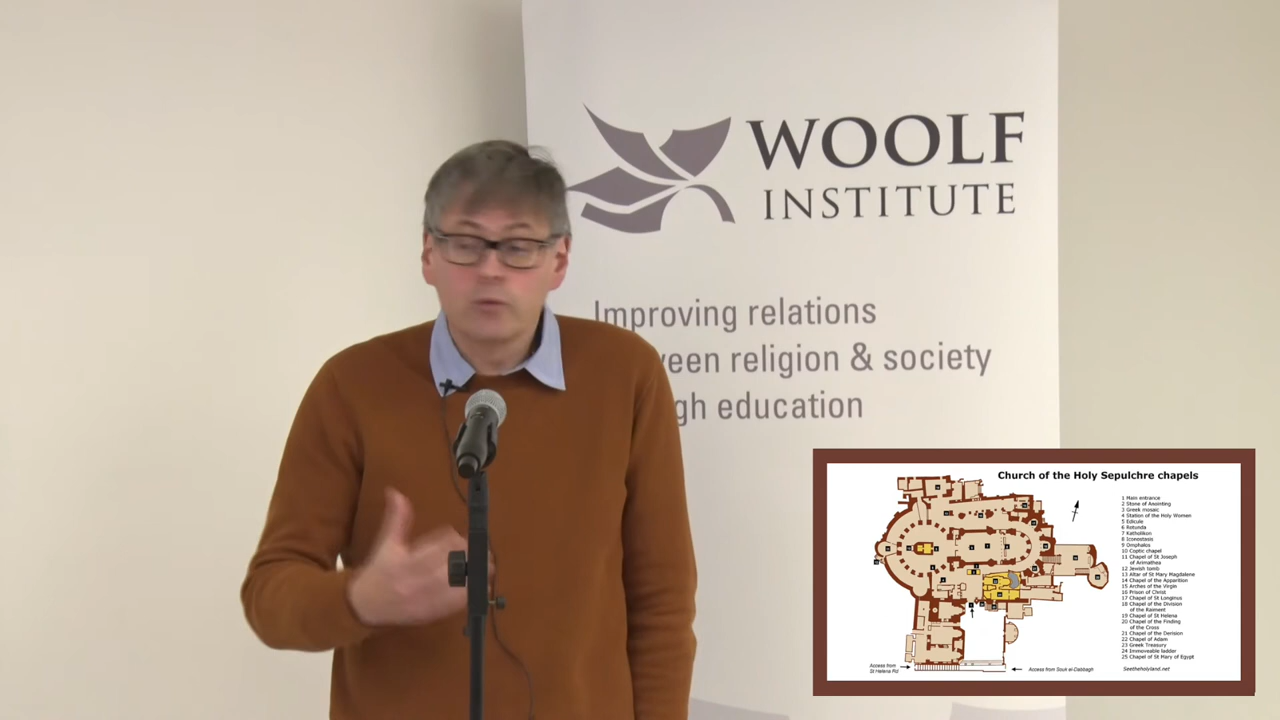 WOOLF
INSTITUTE
Improving relations
veen religion & society
gh education
Church of the Holy Sepulchre chapels
1 Main entrance
2 Stone of Anointing
3 Greek mosaic
4 Station of the Holy Women
5 Edicule
6 Rotunda
7 Katholikon
8 Iconostasis
9 Omphalos
10 Coptic chapel
11 Chapel of St Joseph
of Arimathea
12 Jewish tomb
13 Altar of St Mary Magdalene
14 Chapel of the Apparition
15 Arches of the Virgin
16 Prison of Christ
17 Chapel of St Longinus
18 Chapel of the Division
of the Raiment
19 Chapel of St Helena
20 Chapel of the Finding
of the Cross
21 Chapel of the Derision
22 Chapel of Adam
23 Greek Treasury
24 Immoveable ladder
25 Chapel of St Mary of Egypt
Access from
St Helena Rd
Access from Souk el-Dabbagh
Seetheholyland.net